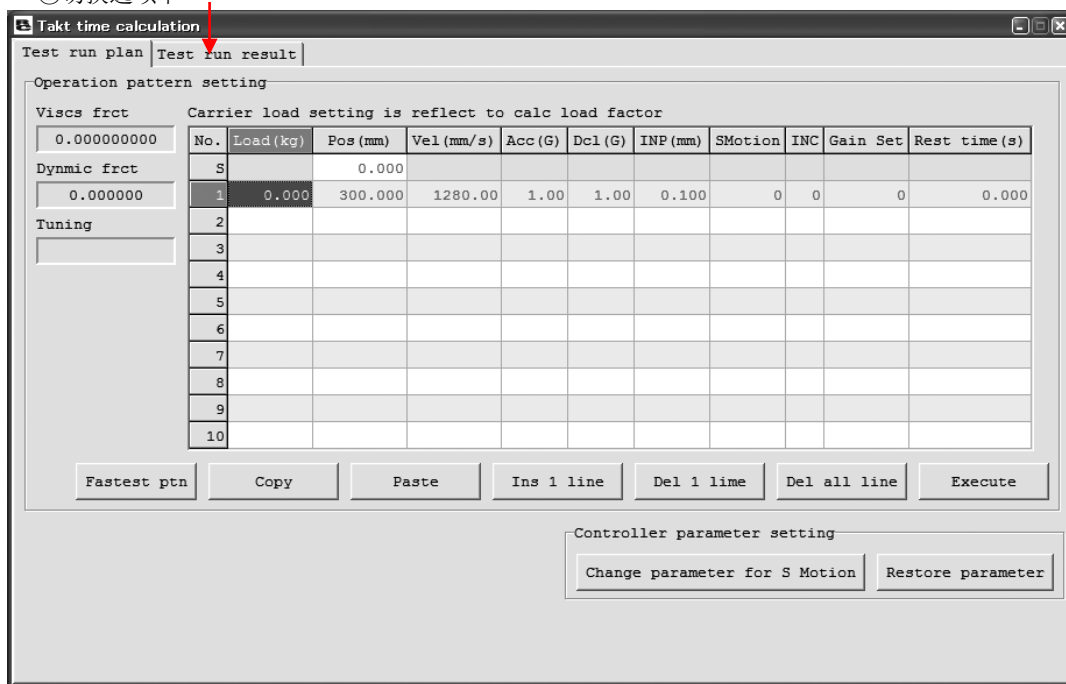 Takt time calculation
Test run plan Test run result
Operation pattern setting
Viscs frct Carrier load setting is reflect to calc load factor
0.000000000
No. Load(kg) Pos(mm) Vel(mm/s) Acc(G) Dcl(G) INP(mm) SMotion INC Gain Set Rest time(s)
Dynmic frct
S 0.000
0.000000
1 0.000 300.000 1280.00 1.00 1.00 0.100 0 0 0 0.000
Tuning
2
3
4
5
6
7
8
9
10
Fastest ptn Copy Paste Ins 1 line Del 1 lime Del all line Execute
Controller parameter setting
Change parameter for S Motion Restore parameter